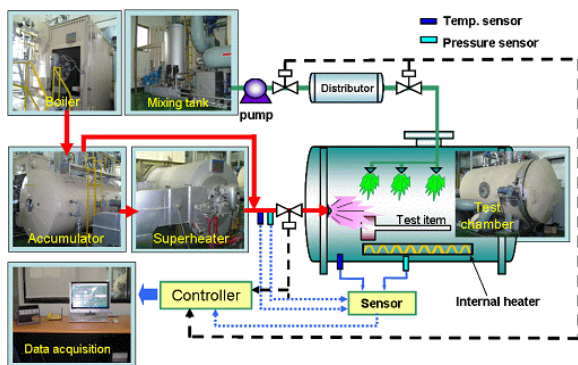 Temp. sensor
Pressure sensor
Boiler
Mixing tank
pump
Distributor
Accumulator
Superheater
Test item
Test
chamber
Internal heater
Controller
Sensor
Data acquisition